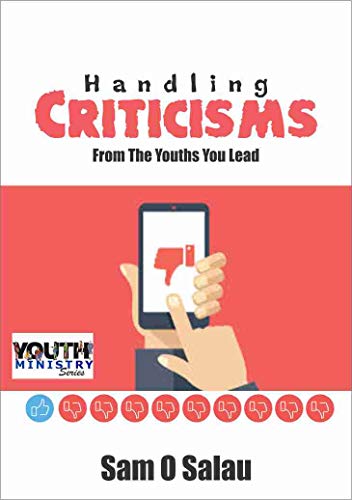 Handling
CRITICISMS
From The Youths You Lead
YOUTH
MINISTRY
Series
Sam O Salau